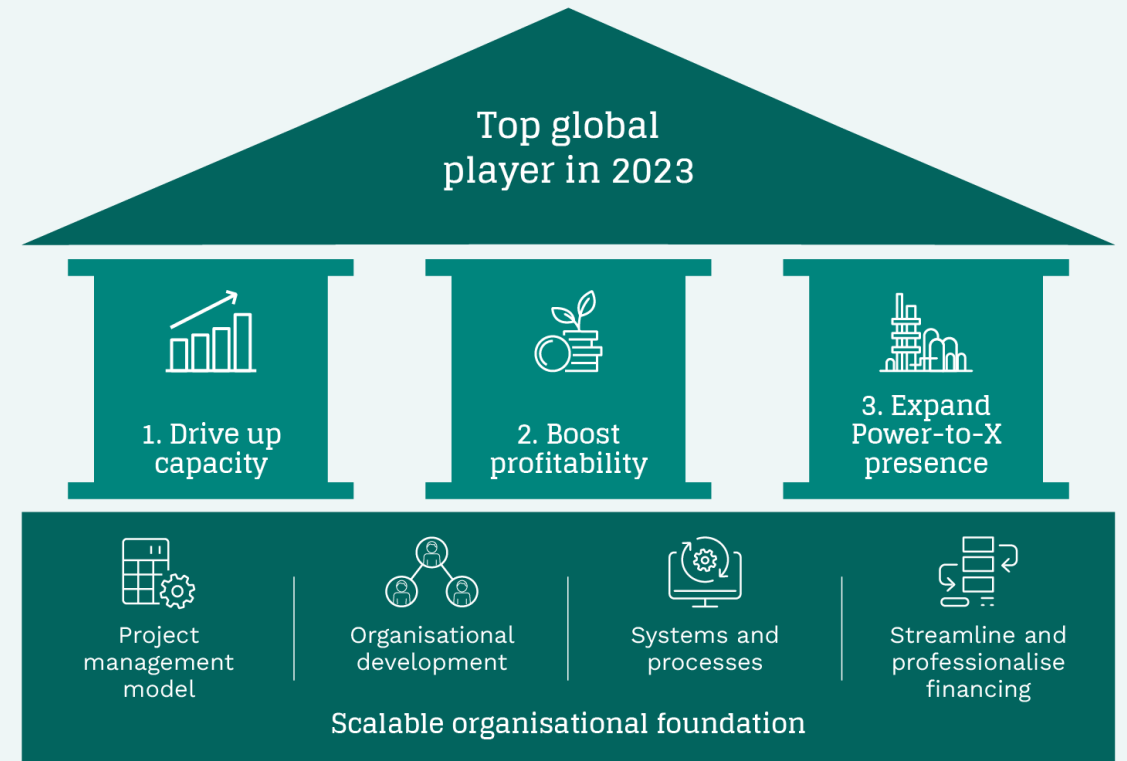 Top global
player in 2023
1. Drive up
capacity
2. Boost
profitability
3. Expand
Power-to-X
presence
Project
management
model
Organisational
development
Systems and
processes
Streamline and
professionalise
financing
Scalable organisational foundation